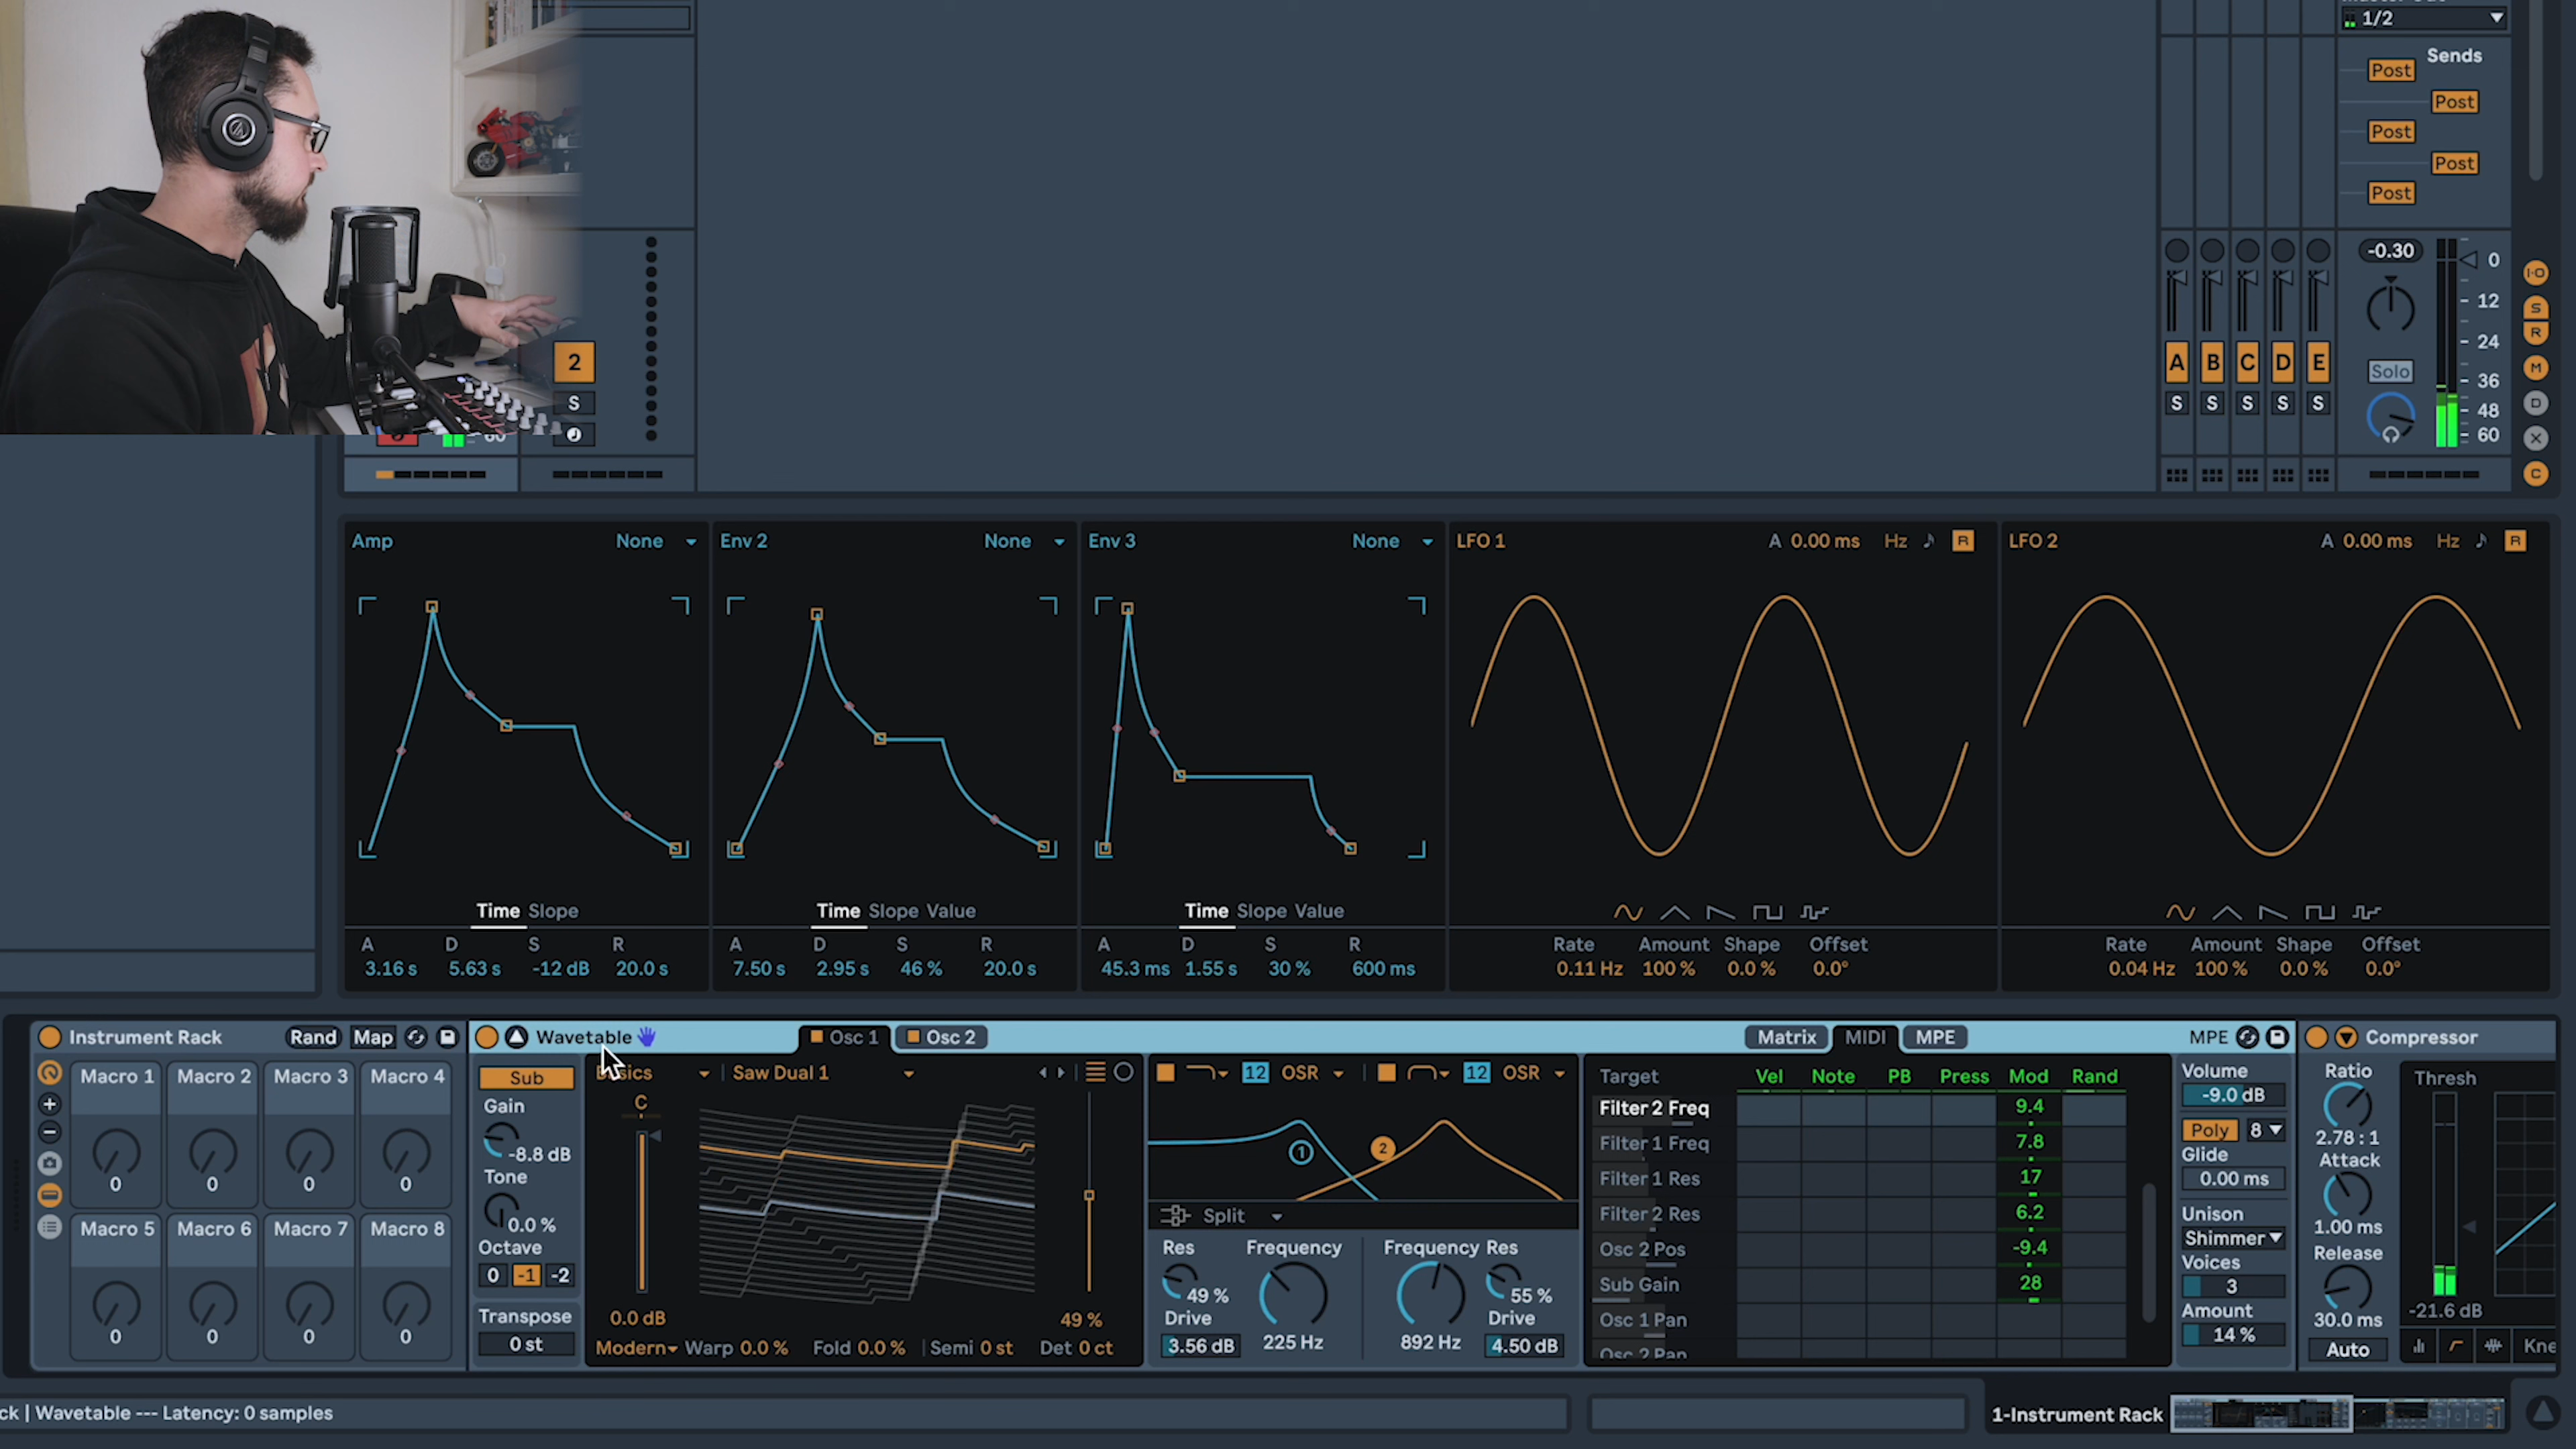 1/2
Sends
Post
Post
Post
Post
Post
-0.30
0
12
24
36
48
60
Solo
2
S
A B C D E
S S S S S
I·O
S
R
M
D
X
C
Amp None
Env 2 None
Env 3 None
LFO 1 A 0.00 ms Hz R
LFO 2 A 0.00 ms Hz R
Time Slope
Time Slope Value
Time Slope Value
A D S R
3.16 s 5.63 s -12 dB 20.0 s
A D S R
7.50 s 2.95 s 46 % 20.0 s
A D S R
45.3 ms 1.55 s 30 % 600 ms
Rate Amount Shape Offset
0.11 Hz 100 % 0.0 % 0.0°
Rate Amount Shape Offset
0.04 Hz 100 % 0.0 % 0.0°
Instrument Rack Rand Map
Macro 1 Macro 2 Macro 3 Macro 4
0 0 0 0
Macro 5 Macro 6 Macro 7 Macro 8
0 0 0 0
Wavetable Osc 1 Osc 2
Sub
Gain
-8.8 dB
Tone
0.0 %
Octave
0 -1 -2
Transpose
0 st
Saw Dual 1
C
0.0 dB
49 %
Modern Warp 0.0 % Fold 0.0 % Semi 0 st Det 0 ct
12 OSR 12 OSR
1 2
Split
Res Frequency Frequency Res
49 % 55 %
Drive 225 Hz 892 Hz Drive
3.56 dB 4.50 dB
Matrix MIDI MPE MPE
Target Vel Note PB Press Mod Rand
Filter 2 Freq 9.4
Filter 1 Freq 7.8
Filter 1 Res 17
Filter 2 Res 6.2
Osc 2 Pos -9.4
Sub Gain 28
Osc 1 Pan
Osc 2 Pan
Volume
-9.0 dB
Poly 8
Glide
0.00 ms
Unison
Shimmer
Voices
3
Amount
14 %
Compressor
Ratio
2.78 : 1
Attack
1.00 ms
Release
30.0 ms
Auto
Thresh
-21.6 dB
Kne
ck | Wavetable --- Latency: 0 samples
1-Instrument Rack